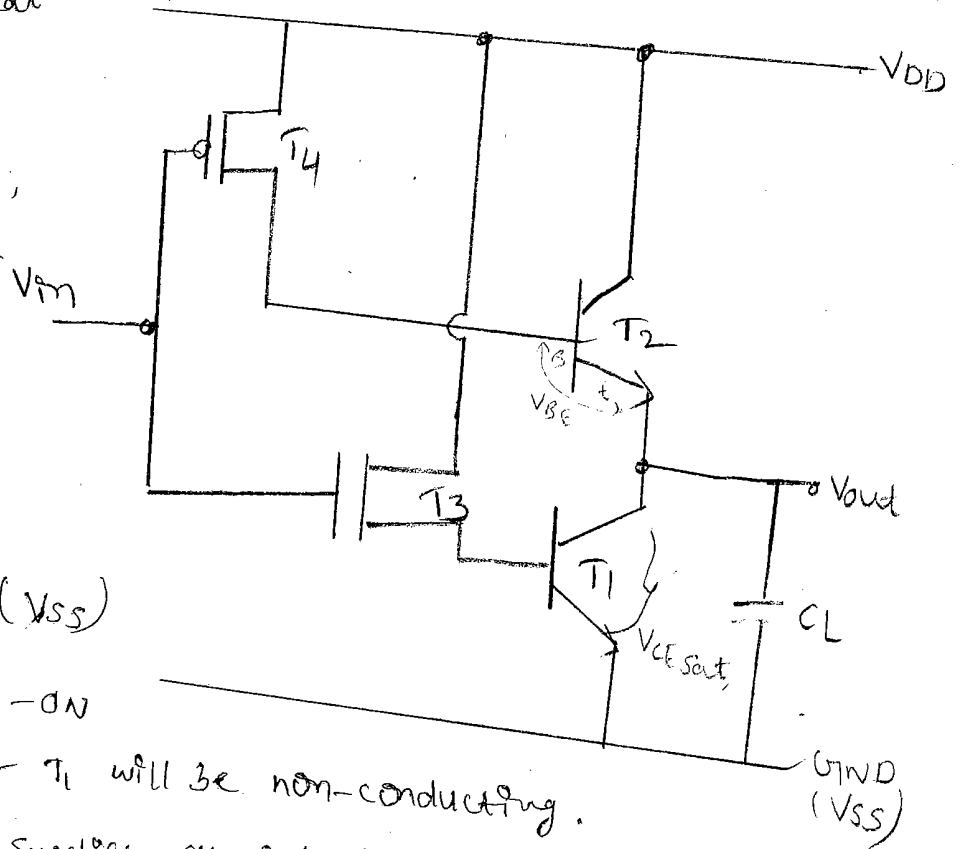 VDD
T4
Vin
T2
B
VBE
T3
Vout
T1
CL
(VSS)
VCE Sat,
- ON
- T1 will be non-conducting.
GND
(VSS)